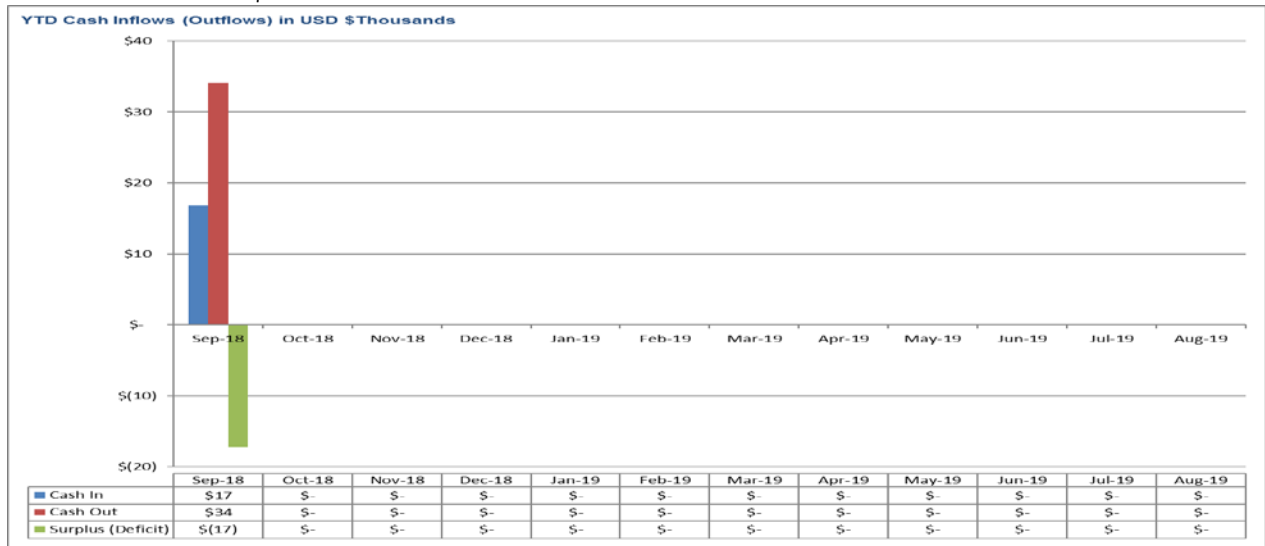 YTD Cash Inflows (Outflows) in USD $Thousands
$40
$30
$20
$10
$-
Sep-18 Oct-18 Nov-18 Dec-18 Jan-19 Feb-19 Mar-19 Apr-19 May-19 Jun-19 Jul-19 Aug-19
$(10)
$(20)
Sep-18 Oct-18 Nov-18 Dec-18 Jan-19 Feb-19 Mar-19 Apr-19 May-19 Jun-19 Jul-19 Aug-19
Cash In $17 $- $- $- $- $- $- $- $- $- $- $-
Cash Out $34 $- $- $- $- $- $- $- $- $- $- $-
Surplus (Deficit) $(17) $- $- $- $- $- $- $- $- $- $- $-